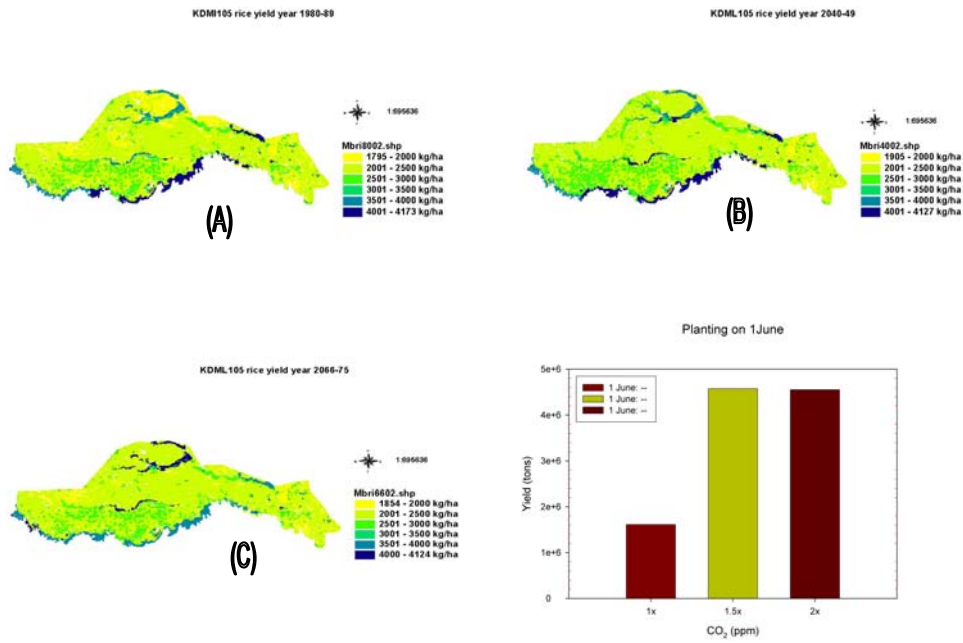 KDMl105 rice yield year 1980-89
1:695636
Mbri8002.shp
1795 - 2000 kg/ha
2001 - 2500 kg/ha
2501 - 3000 kg/ha
3001 - 3500 kg/ha
3501 - 4000 kg/ha
4001 - 4173 kg/ha
(A)
KDML105 rice yield year 2040-49
1:695636
Mbri4002.shp
1905 - 2000 kg/ha
2001 - 2500 kg/ha
2501 - 3000 kg/ha
3001 - 3500 kg/ha
3501 - 4000 kg/ha
4001 - 4127 kg/ha
(B)
KDML105 rice yield year 2066-75
1:695636
Mbri6602.shp
1854 - 2000 kg/ha
2001 - 2500 kg/ha
2501 - 3000 kg/ha
3001 - 3500 kg/ha
3501 - 4000 kg/ha
4000 - 4124 kg/ha
(C)
Planting on 1June
5e+6
4e+6
3e+6
2e+6
1e+6
0
Yield (tons)
1 June: --
1 June: --
1 June: --
1x
1.5x
2x
CO2 (ppm)